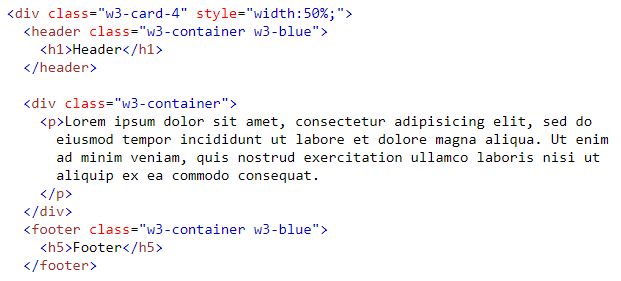 <div class="w3-card-4" style="width:50%;">
<header class="w3-container w3-blue">
<h1>Header</h1>
</header>
<div class="w3-container">
<p>Lorem ipsum dolor sit amet, consectetur adipisicing elit, sed do
eiusmod tempor incididunt ut labore et dolore magna aliqua. Ut enim
ad minim veniam, quis nostrud exercitation ullamco laboris nisi ut
aliquip ex ea commodo consequat.
</p>
</div>
<footer class="w3-container w3-blue">
<h5>Footer</h5>
</footer>